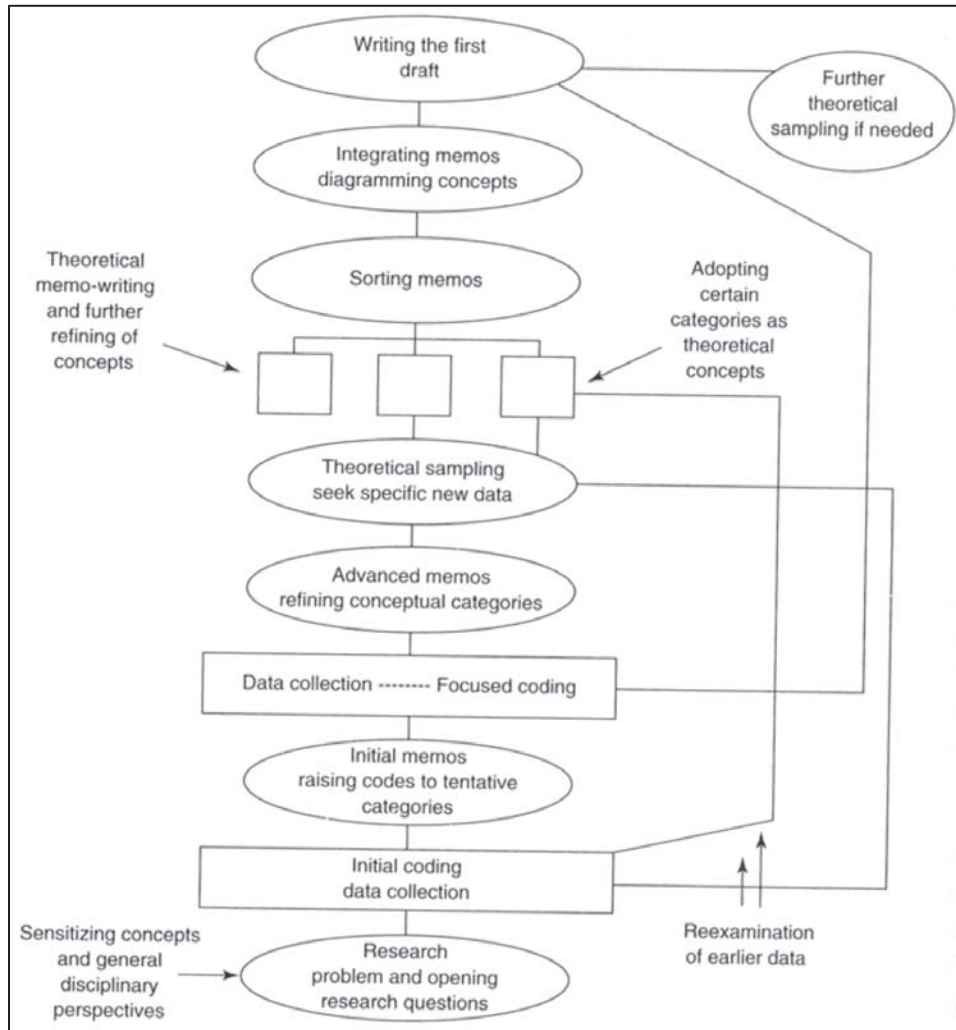 Writing the first
draft
Further
theoretical
sampling if needed
Integrating memos
diagramming concepts
Theoretical
memo-writing
and further
refining of
concepts
Sorting memos
Adopting
certain
categories as
theoretical
concepts
Theoretical sampling
seek specific new data
Advanced memos
refining conceptual categories
Data collection -------- Focused coding
Initial memos
raising codes to tentative
categories
Initial coding
data collection
Reexamination
of earlier data
Sensitizing concepts
and general
disciplinary
perspectives
Research
problem and opening
research questions